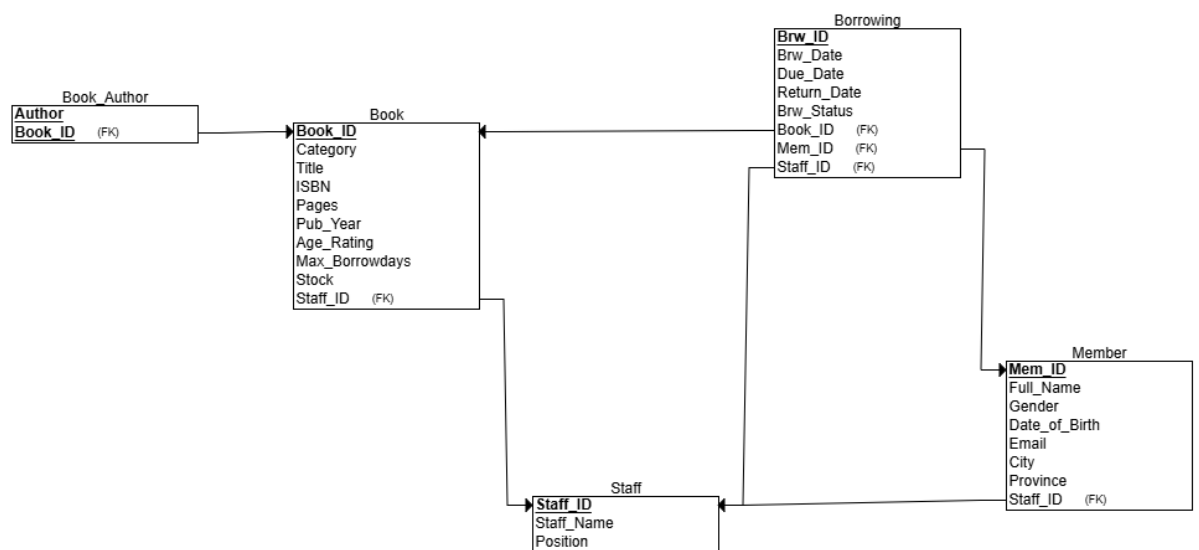 Book_Author
Author
Book_ID (FK)
Book
Book_ID
Category
Title
ISBN
Pages
Pub_Year
Age_Rating
Max_Borrowdays
Stock
Staff_ID (FK)
Borrowing
Brw_ID
Brw_Date
Due_Date
Return_Date
Brw_Status
Book_ID (FK)
Mem_ID (FK)
Staff_ID (FK)
Staff
Staff_ID
Staff_Name
Position
Member
Mem_ID
Full_Name
Gender
Date_of_Birth
Email
City
Province
Staff_ID (FK)